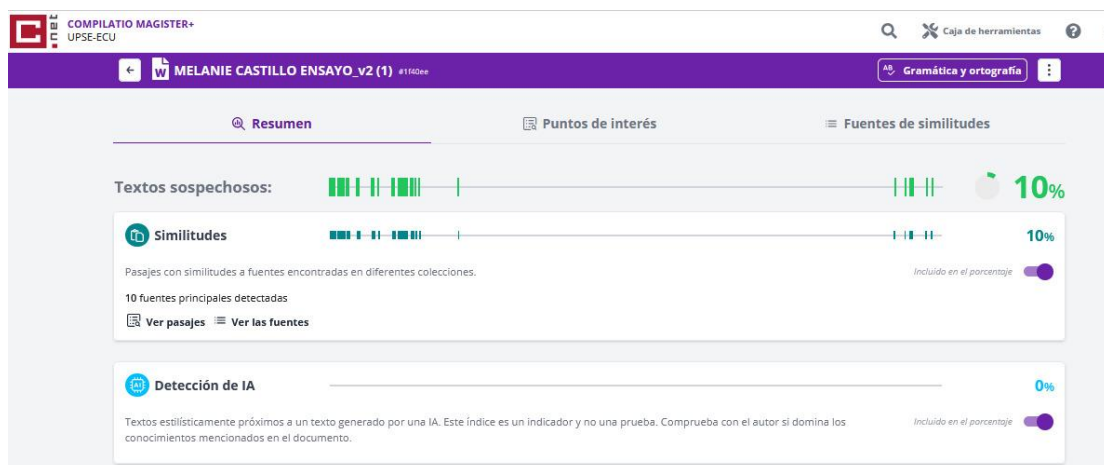 COMPILATIO MAGISTER+
UPSE-ECU
Caja de herramientas
MELANIE CASTILLO ENSAYO_v2 (1) #1f40ee
Gramática y ortografía
Resumen
Puntos de interés
Fuentes de similitudes
Textos sospechosos:
10%
Similitudes
10%
Pasajes con similitudes a fuentes encontradas en diferentes colecciones.
Incluido en el porcentaje
10 fuentes principales detectadas
Ver pasajes
Ver las fuentes
Detección de IA
0%
Textos estilísticamente próximos a un texto generado por una IA. Este índice es un indicador y no una prueba. Comprueba con el autor si domina los
conocimientos mencionados en el documento.
Incluido en el porcentaje